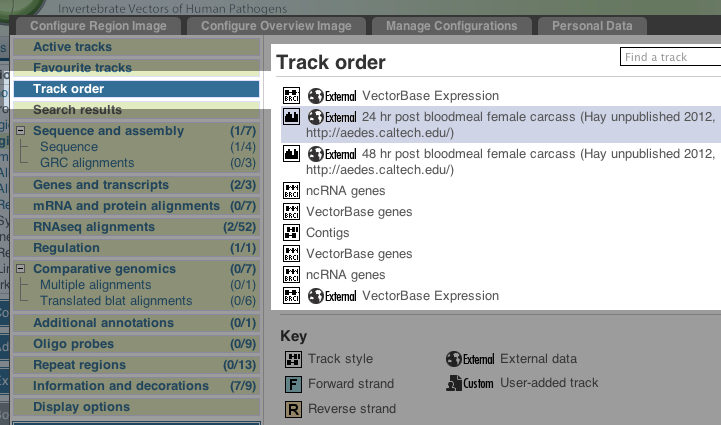 Invertebrate Vectors of Human Pathogens
Configure Region Image
Configure Overview Image
Manage Configurations
Personal Data
Active tracks
Favourite tracks
Track order
Search results
Sequence and assembly (1/7)
Sequence (1/4)
GRC alignments (0/3)
Genes and transcripts (2/3)
mRNA and protein alignments (0/7)
RNAseq alignments (2/52)
Regulation (1/1)
Comparative genomics (0/7)
Multiple alignments (0/1)
Translated blat alignments (0/6)
Additional annotations (0/1)
Oligo probes (0/9)
Repeat regions (0/13)
Information and decorations (7/9)
Display options
Track order
Find a track
BRCI External VectorBase Expression
External 24 hr post bloodmeal female carcass (Hay unpublished 2012,
http://aedes.caltech.edu/)
External 48 hr post bloodmeal female carcass (Hay unpublished 2012,
http://aedes.caltech.edu/)
BRCI ncRNA genes
BRCI VectorBase genes
Contigs
BRCI VectorBase genes
BRCI ncRNA genes
BRCI External VectorBase Expression
Key
Track style
External External data
F Forward strand
Custom User-added track
R Reverse strand